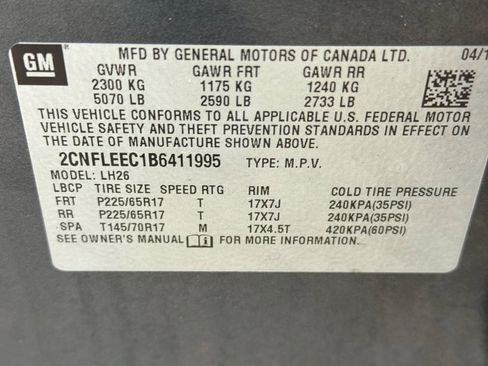 GM
MFD BY GENERAL MOTORS OF CANADA LTD. 04/1
GVWR GAWR FRT GAWR RR
2300 KG 1175 KG 1240 KG
5070 LB 2590 LB 2733 LB
THIS VEHICLE CONFORMS TO ALL APPLICABLE U.S. FEDERAL MOTOR
VEHICLE SAFETY AND THEFT PREVENTION STANDARDS IN EFFECT ON
THE DATE OF MANUFACTURE SHOWN ABOVE.
2CNFLEEC1B6411995 TYPE: M.P.V.
MODEL: LH26
LBCP TIRE SIZE SPEED RTG RIM COLD TIRE PRESSURE
FRT P225/65R17 T 17X7J 240KPA(35PSI)
RR P225/65R17 T 17X7J 240KPA(35PSI)
SPA T145/70R17 M 17X4.5T 420KPA(60PSI)
SEE OWNER'S MANUAL FOR MORE INFORMATION.